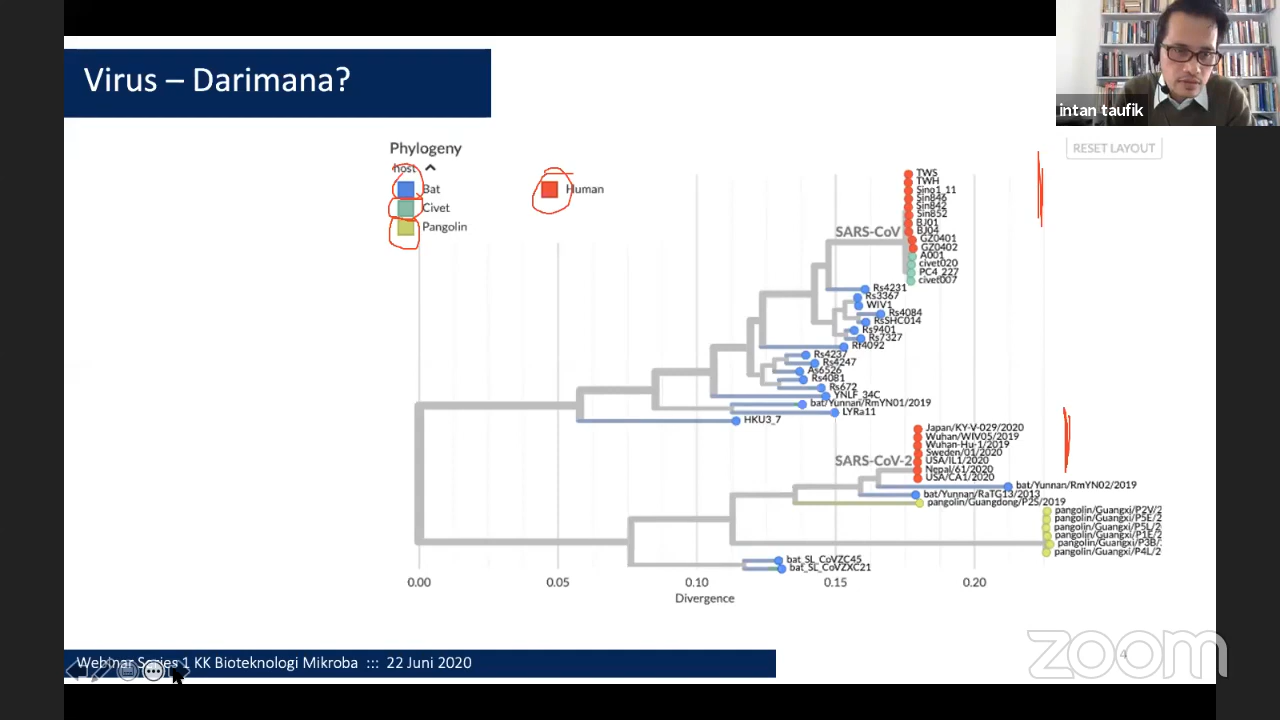 intan taufik
Virus – Darimana?
Phylogeny
host
Bat
Civet
Pangolin
Human
RESET LAYOUT
TWS
TWH
Sino1_11
Sin846
Sin842
Sin852
BJ01
BJ04
GZ0401
GZ0402
A001
civet020
PC4_227
civet007
SARS-CoV
Rs4231
Rs3367
WIV1
Rs4084
RsSHC014
Rs9401
Rs7327
Rf4092
Rs4237
Rs4247
As6526
Rs4081
Rs672
YNLF_34C
bat/Yunnan/RmYN01/2019
LYRa11
HKU3_7
Japan/KY-V-029/2020
Wuhan/WIV05/2019
Wuhan-Hu-1/2019
Sweden/01/2020
USA/IL1/2020
Nepal/61/2020
USA/CA1/2020
SARS-CoV-2
bat/Yunnan/RmYN02/2019
bat/Yunnan/RaTG13/2013
pangolin/Guangdong/P2S/2019
pangolin/Guangxi/P2V/2
pangolin/Guangxi/P5E/2
pangolin/Guangxi/P5L/2
pangolin/Guangxi/P1E/2
pangolin/Guangxi/P3B/
pangolin/Guangxi/P4L/2
bat_SL_CoVZC45
bat_SL_CoVZXC21
0.00 0.05 0.10 0.15 0.20
Divergence
Webinar Series 1 KK Bioteknologi Mikroba ::: 22 Juni 2020
4
zoom